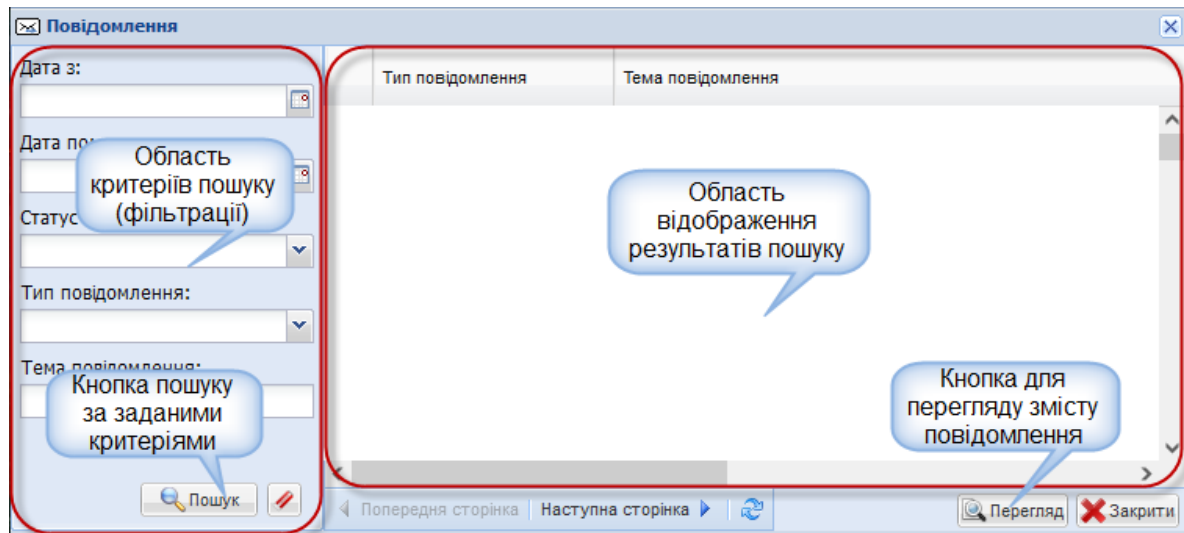 Повідомлення
Дата з:
Тип повідомлення
Тема повідомлення
Дата
Область
критеріїв пошуку
(фільтрації)
Область
відображення
результатів пошуку
Статус
Тип повідомлення:
Тема повідомлення:
Кнопка пошуку
за заданими
критеріями
Кнопка для
перегляду змісту
повідомлення
Пошук
Попередня сторінка
Наступна сторінка
Перегляд
Закрити